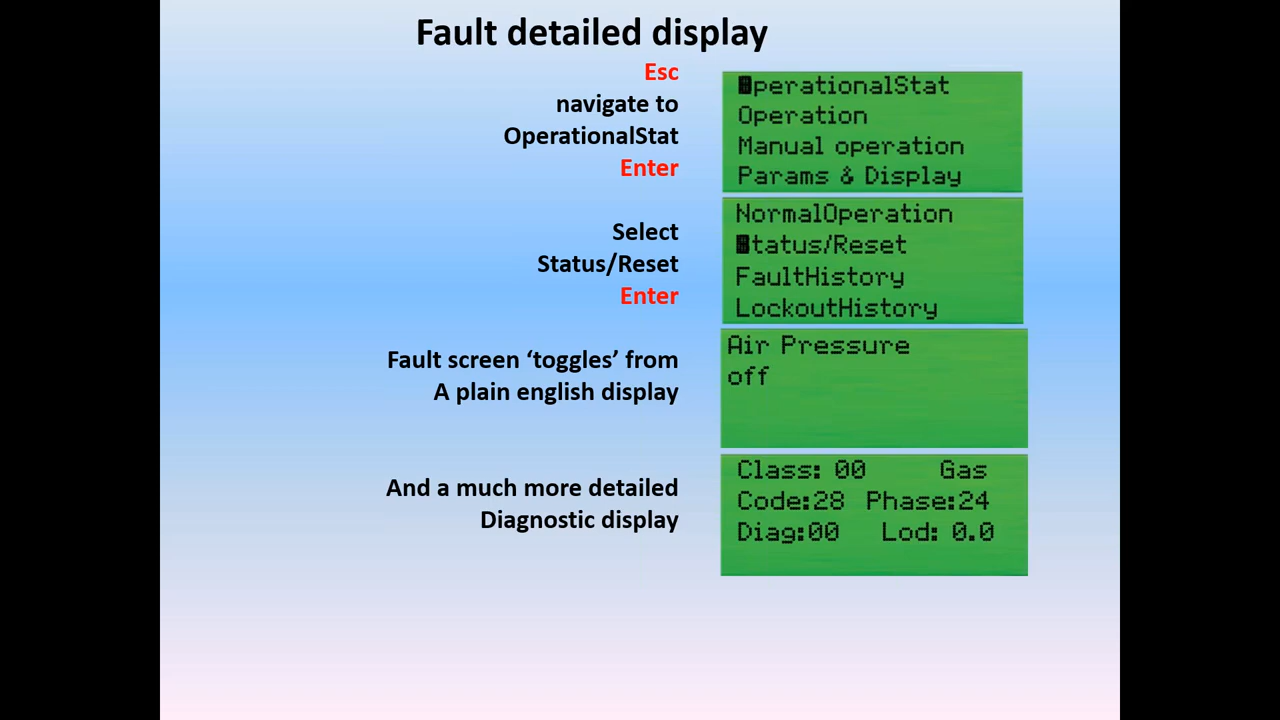 Fault detailed display
Esc
navigate to
OperationalStat
Enter
OperationalStat
Operation
Manual operation
Params & Display
Select
Status/Reset
Enter
NormalOperation
Status/Reset
FaultHistory
LockoutHistory
Fault screen ‘toggles’ from
A plain english display
Air Pressure
off
And a much more detailed
Diagnostic display
Class: 00 Gas
Code:28 Phase:24
Diag:00 Lod: 0.0